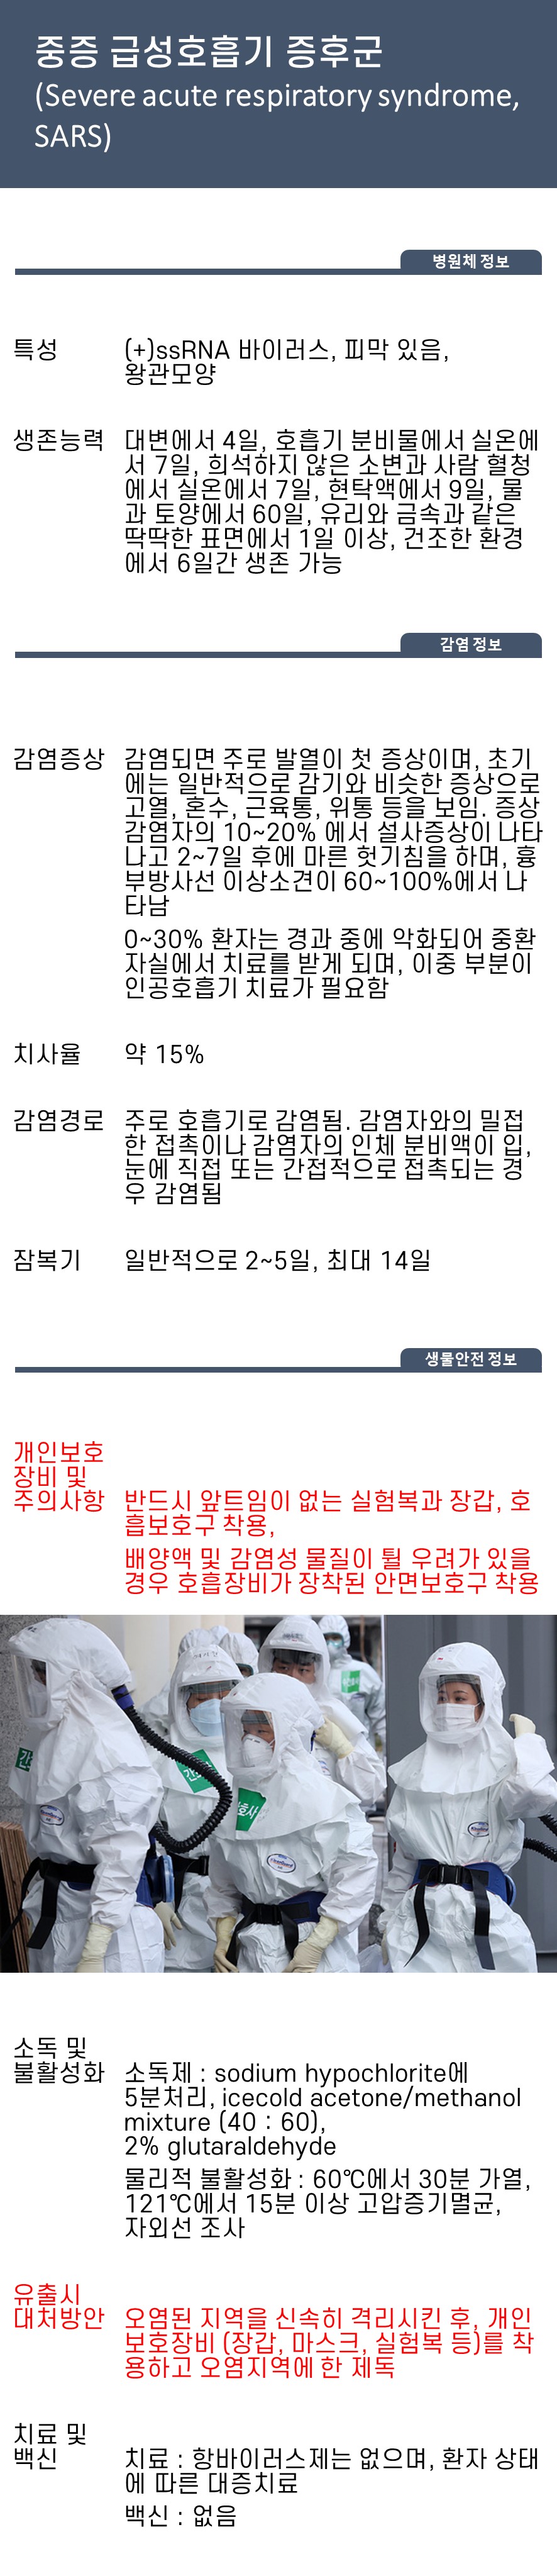 중증 급성호흡기 증후군
(Severe acute respiratory syndrome,
SARS)
병원체 정보
특성
(+)ssRNA 바이러스, 피막 있음,
왕관모양
생존능력
대변에서 4일, 호흡기 분비물에서 실온에
서 7일, 희석하지 않은 소변과 사람 혈청
에서 실온에서 7일, 현탁액에서 9일, 물
과 토양에서 60일, 유리와 금속과 같은
딱딱한 표면에서 1일 이상, 건조한 환경
에서 6일간 생존 가능
감염 정보
감염증상
감염되면 주로 발열이 첫 증상이며, 초기
에는 일반적으로 감기와 비슷한 증상으로
고열, 혼수, 근육통, 위통 등을 보임. 증상
감염자의 10~20% 에서 설사증상이 나타
나고 2~7일 후에 마른 헛기침을 하며, 흉
부방사선 이상소견이 60~100%에서 나
타남
0~30% 환자는 경과 중에 악화되어 중환
자실에서 치료를 받게 되며, 이중 부분이
인공호흡기 치료가 필요함
치사율
약 15%
감염경로
주로 호흡기로 감염됨. 감염자와의 밀접
한 접촉이나 감염자의 인체 분비액이 입,
눈에 직접 또는 간접적으로 접촉되는 경
우 감염됨
잠복기
일반적으로 2~5일, 최대 14일
생물안전 정보
개인보호
장비 및
주의사항
반드시 앞트임이 없는 실험복과 장갑, 호
흡보호구 착용,
배양액 및 감염성 물질이 튈 우려가 있을
경우 호흡장비가 장착된 안면보호구 착용
소독 및
불활성화
소독제 : sodium hypochlorite에
5분처리, icecold acetone/methanol
mixture (40 : 60),
2% glutaraldehyde
물리적 불활성화 : 60℃에서 30분 가열,
121℃에서 15분 이상 고압증기멸균,
자외선 조사
유출시
대처방안
오염된 지역을 신속히 격리시킨 후, 개인
보호장비 (장갑, 마스크, 실험복 등)를 착
용하고 오염지역에 한 제독
치료 및
백신
치료 : 항바이러스제는 없으며, 환자 상태
에 따른 대증치료
백신 : 없음